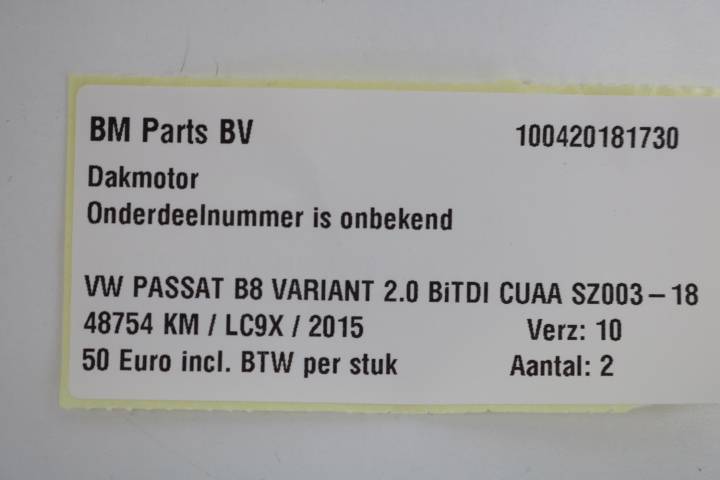 BM Parts BV 100420181730
Dakmotor
Onderdeelnummer is onbekend
VW PASSAT B8 VARIANT 2.0 BiTDI CUAA SZ003-18
48754 KM / LC9X / 2015 Verz: 10
50 Euro incl. BTW per stuk Aantal: 2